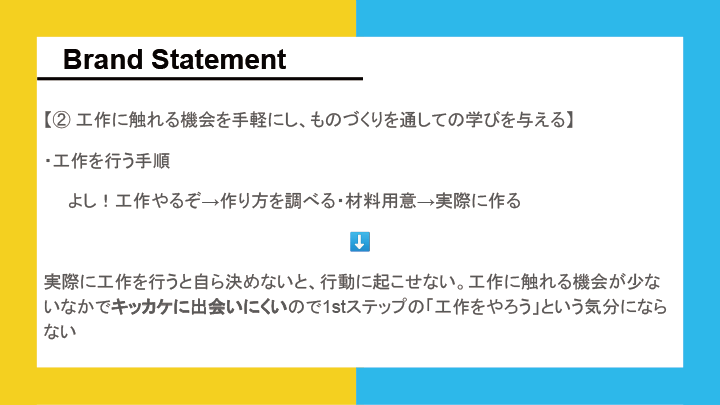 Brand Statement
【② 工作に触れる機会を手軽にし、ものづくりを通しての学びを与える】
・工作を行う手順
よし！工作やるぞ→作り方を調べる・材料用意→実際に作る
⬇
実際に工作を行うと自ら決めないと、行動に起こせない。工作に触れる機会が少な
いなかでキッカケに出会いにくいので1stステップの「工作をやろう」という気分になら
ない